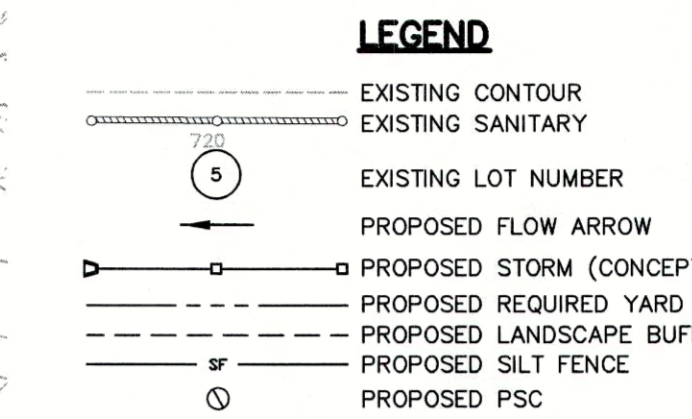 LEGEND
EXISTING CONTOUR
EXISTING SANITARY
720
5 EXISTING LOT NUMBER
PROPOSED FLOW ARROW
PROPOSED STORM (CONCEPT
PROPOSED REQUIRED YARD
PROPOSED LANDSCAPE BUF
SF PROPOSED SILT FENCE
PROPOSED PSC